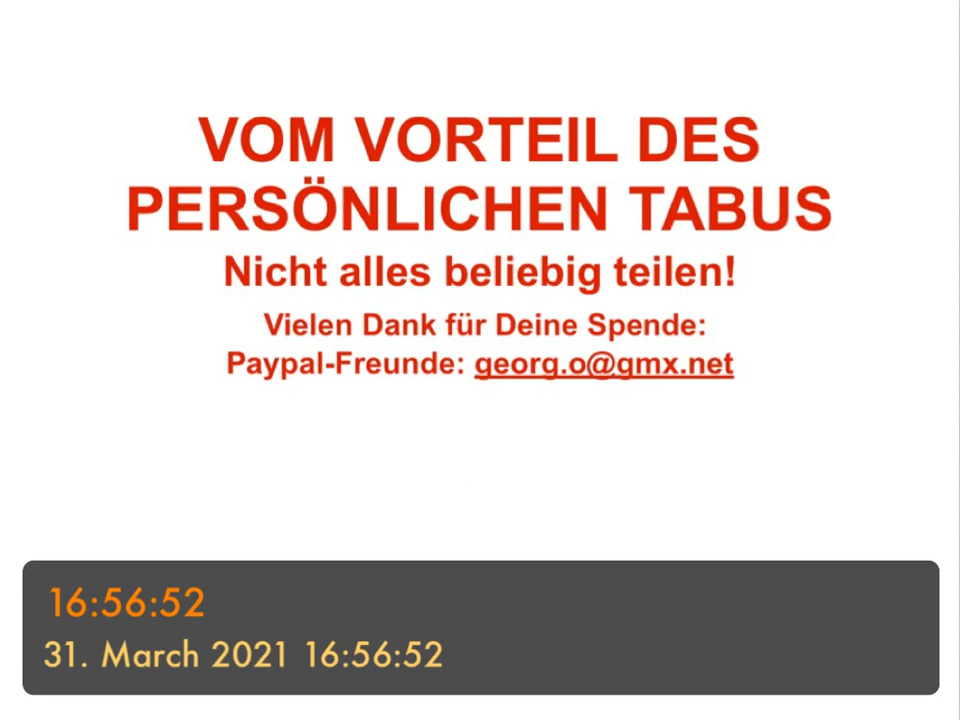 VOM VORTEIL DES
PERSÖNLICHEN TABUS
Nicht alles beliebig teilen!
Vielen Dank für Deine Spende:
Paypal-Freunde: georg.o@gmx.net
16:56:52
31. March 2021 16:56:52